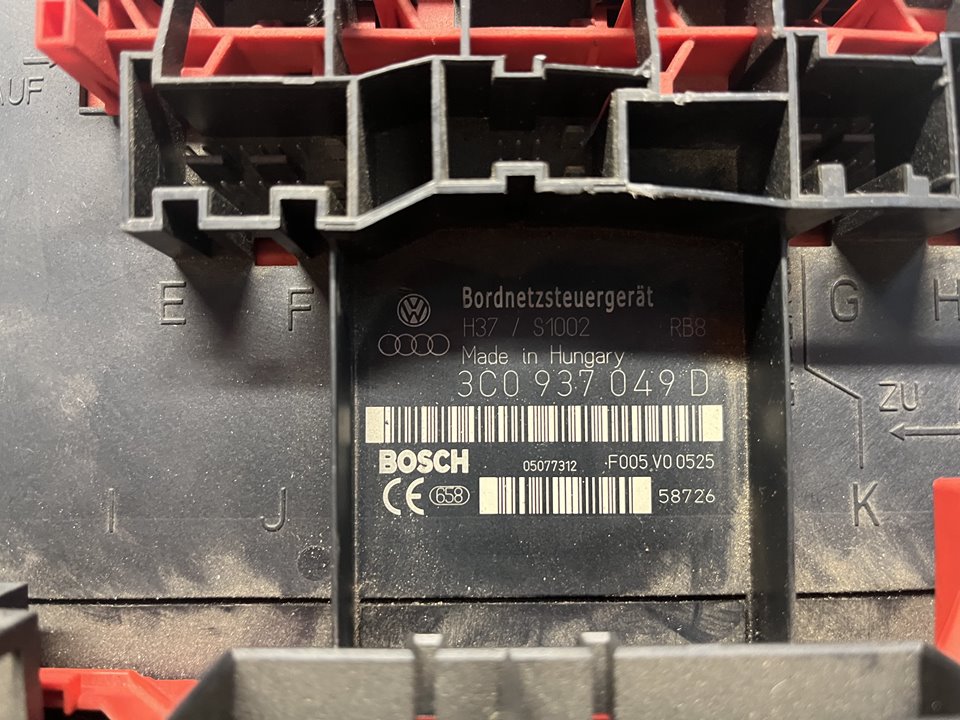 AUF
E
F
G
H
Bordnetzsteuergerät
H37 / S1002 RB8
Made in Hungary
3C0 937 049 D
ZU
BOSCH
05077312
F005 V0 0525
CE 658
58726
I
J
K